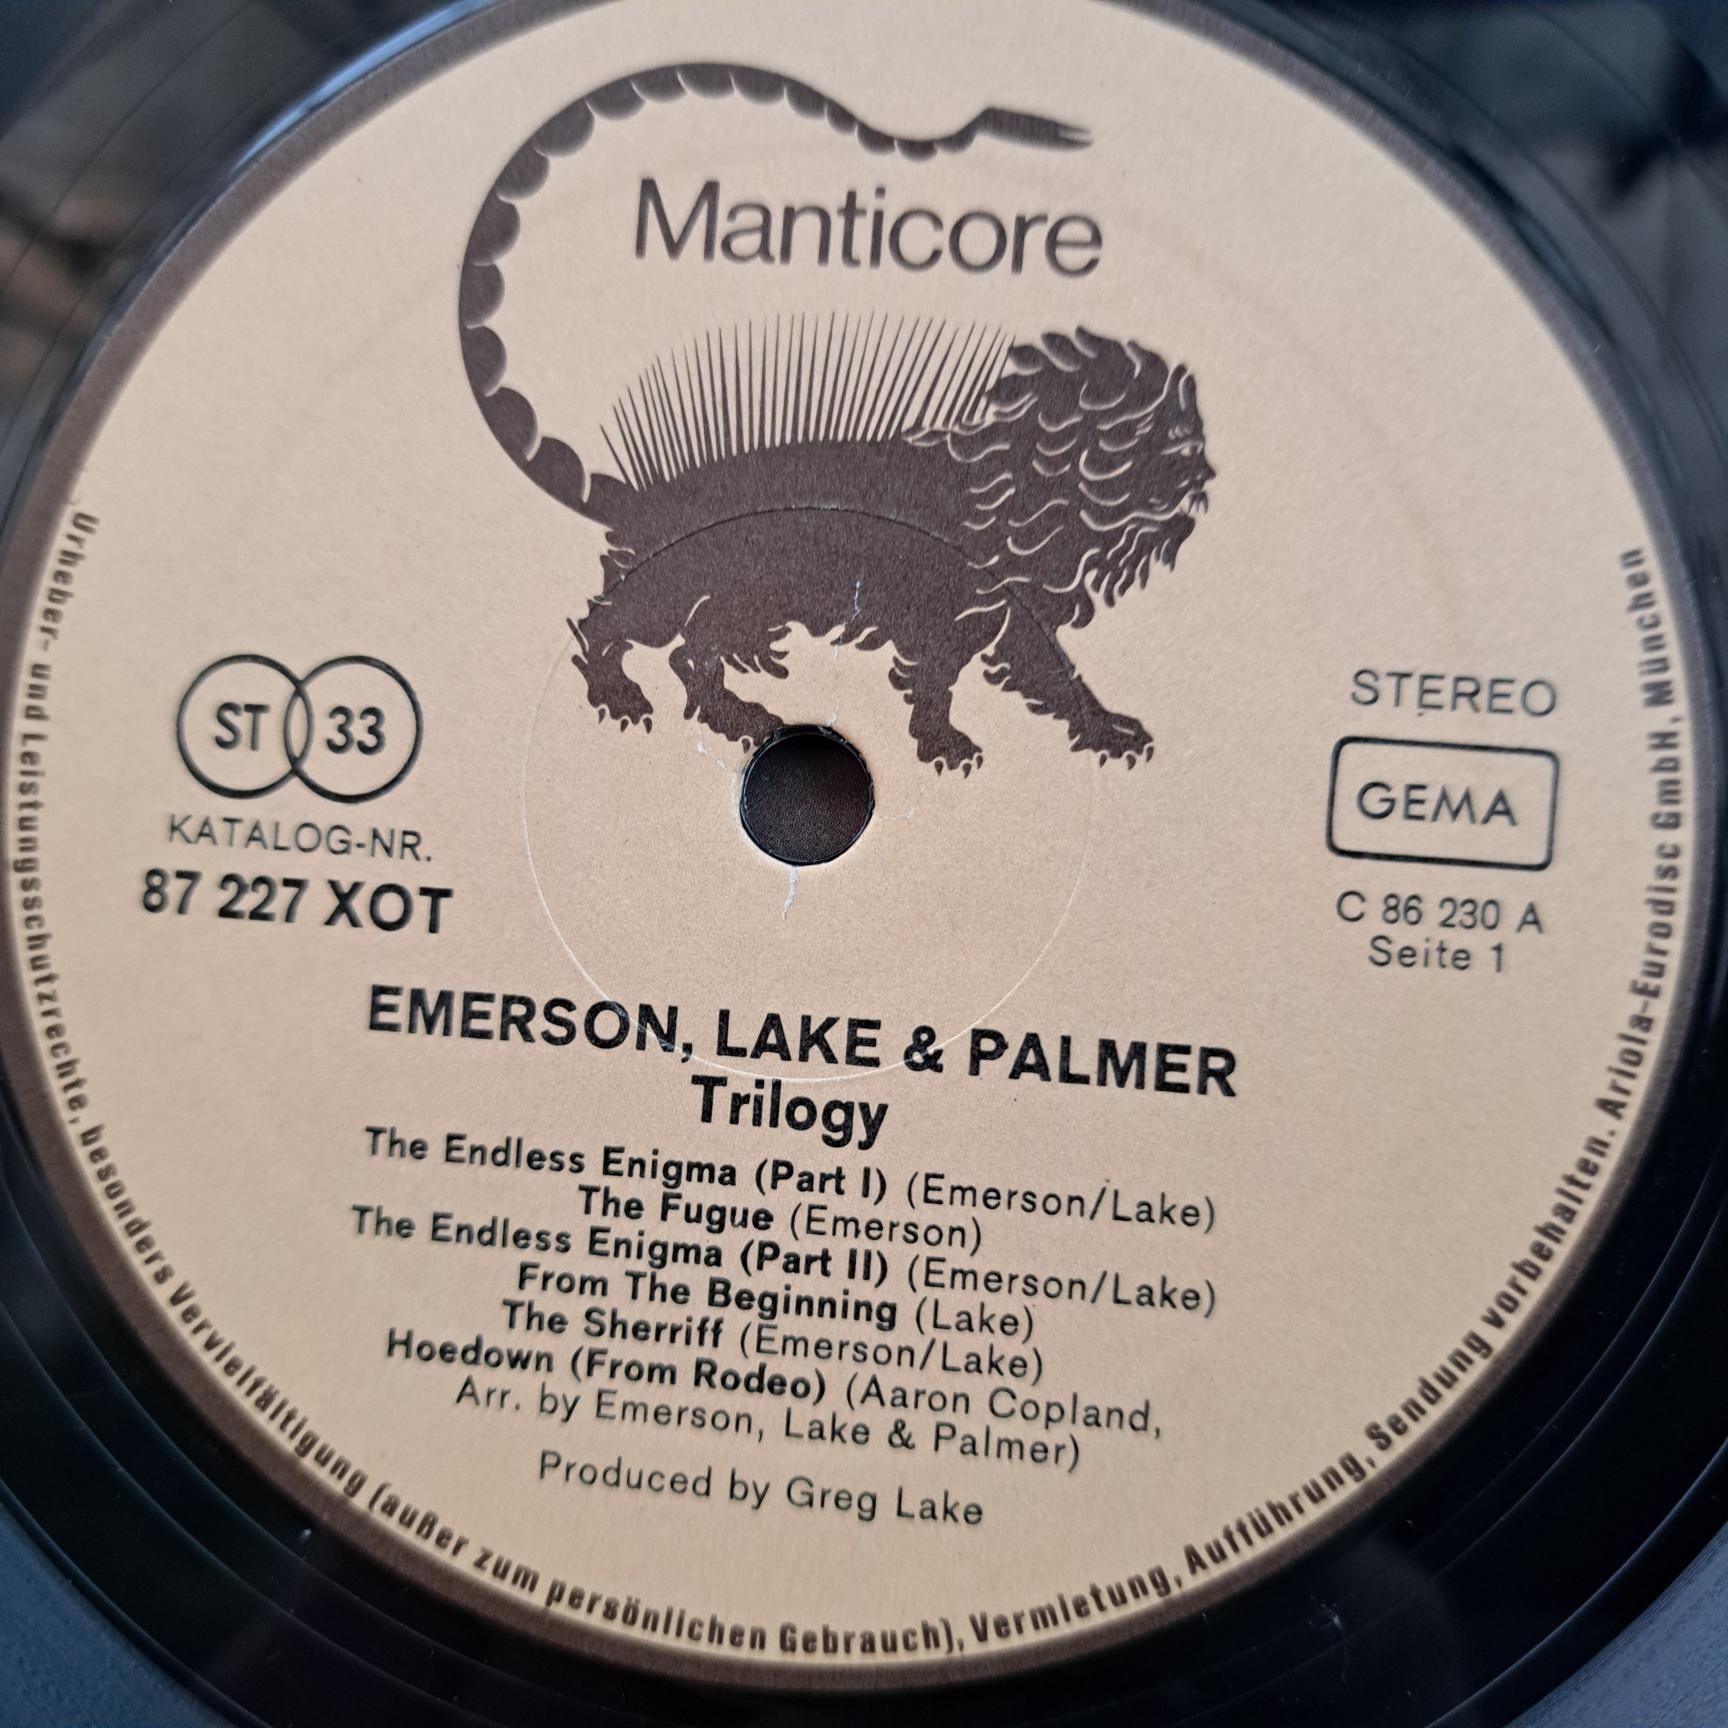 Manticore
ST 33
KATALOG-NR.
87 227 XOT
STEREO
GEMA
C 86 230 A
Seite 1
EMERSON, LAKE & PALMER
Trilogy
The Endless Enigma (Part I) (Emerson/Lake)
The Fugue (Emerson)
The Endless Enigma (Part II) (Emerson/Lake)
From The Beginning (Lake)
The Sherriff (Emerson/Lake)
Hoedown (From Rodeo) (Aaron Copland,
Arr. by Emerson, Lake & Palmer)
Produced by Greg Lake
Urheber- und Leistungsschutzrechte, besonders Vervielfältigung (außer zum persönlichen Gebrauch), Vermietung, Aufführung, Sendung vorbehalten. Ariola-Eurodisc GmbH, München